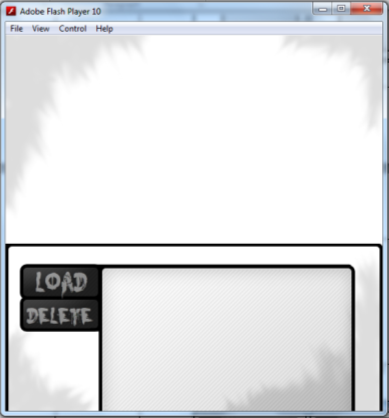 Adobe Flash Player 10
File View Control Help
LOAD
DELETE